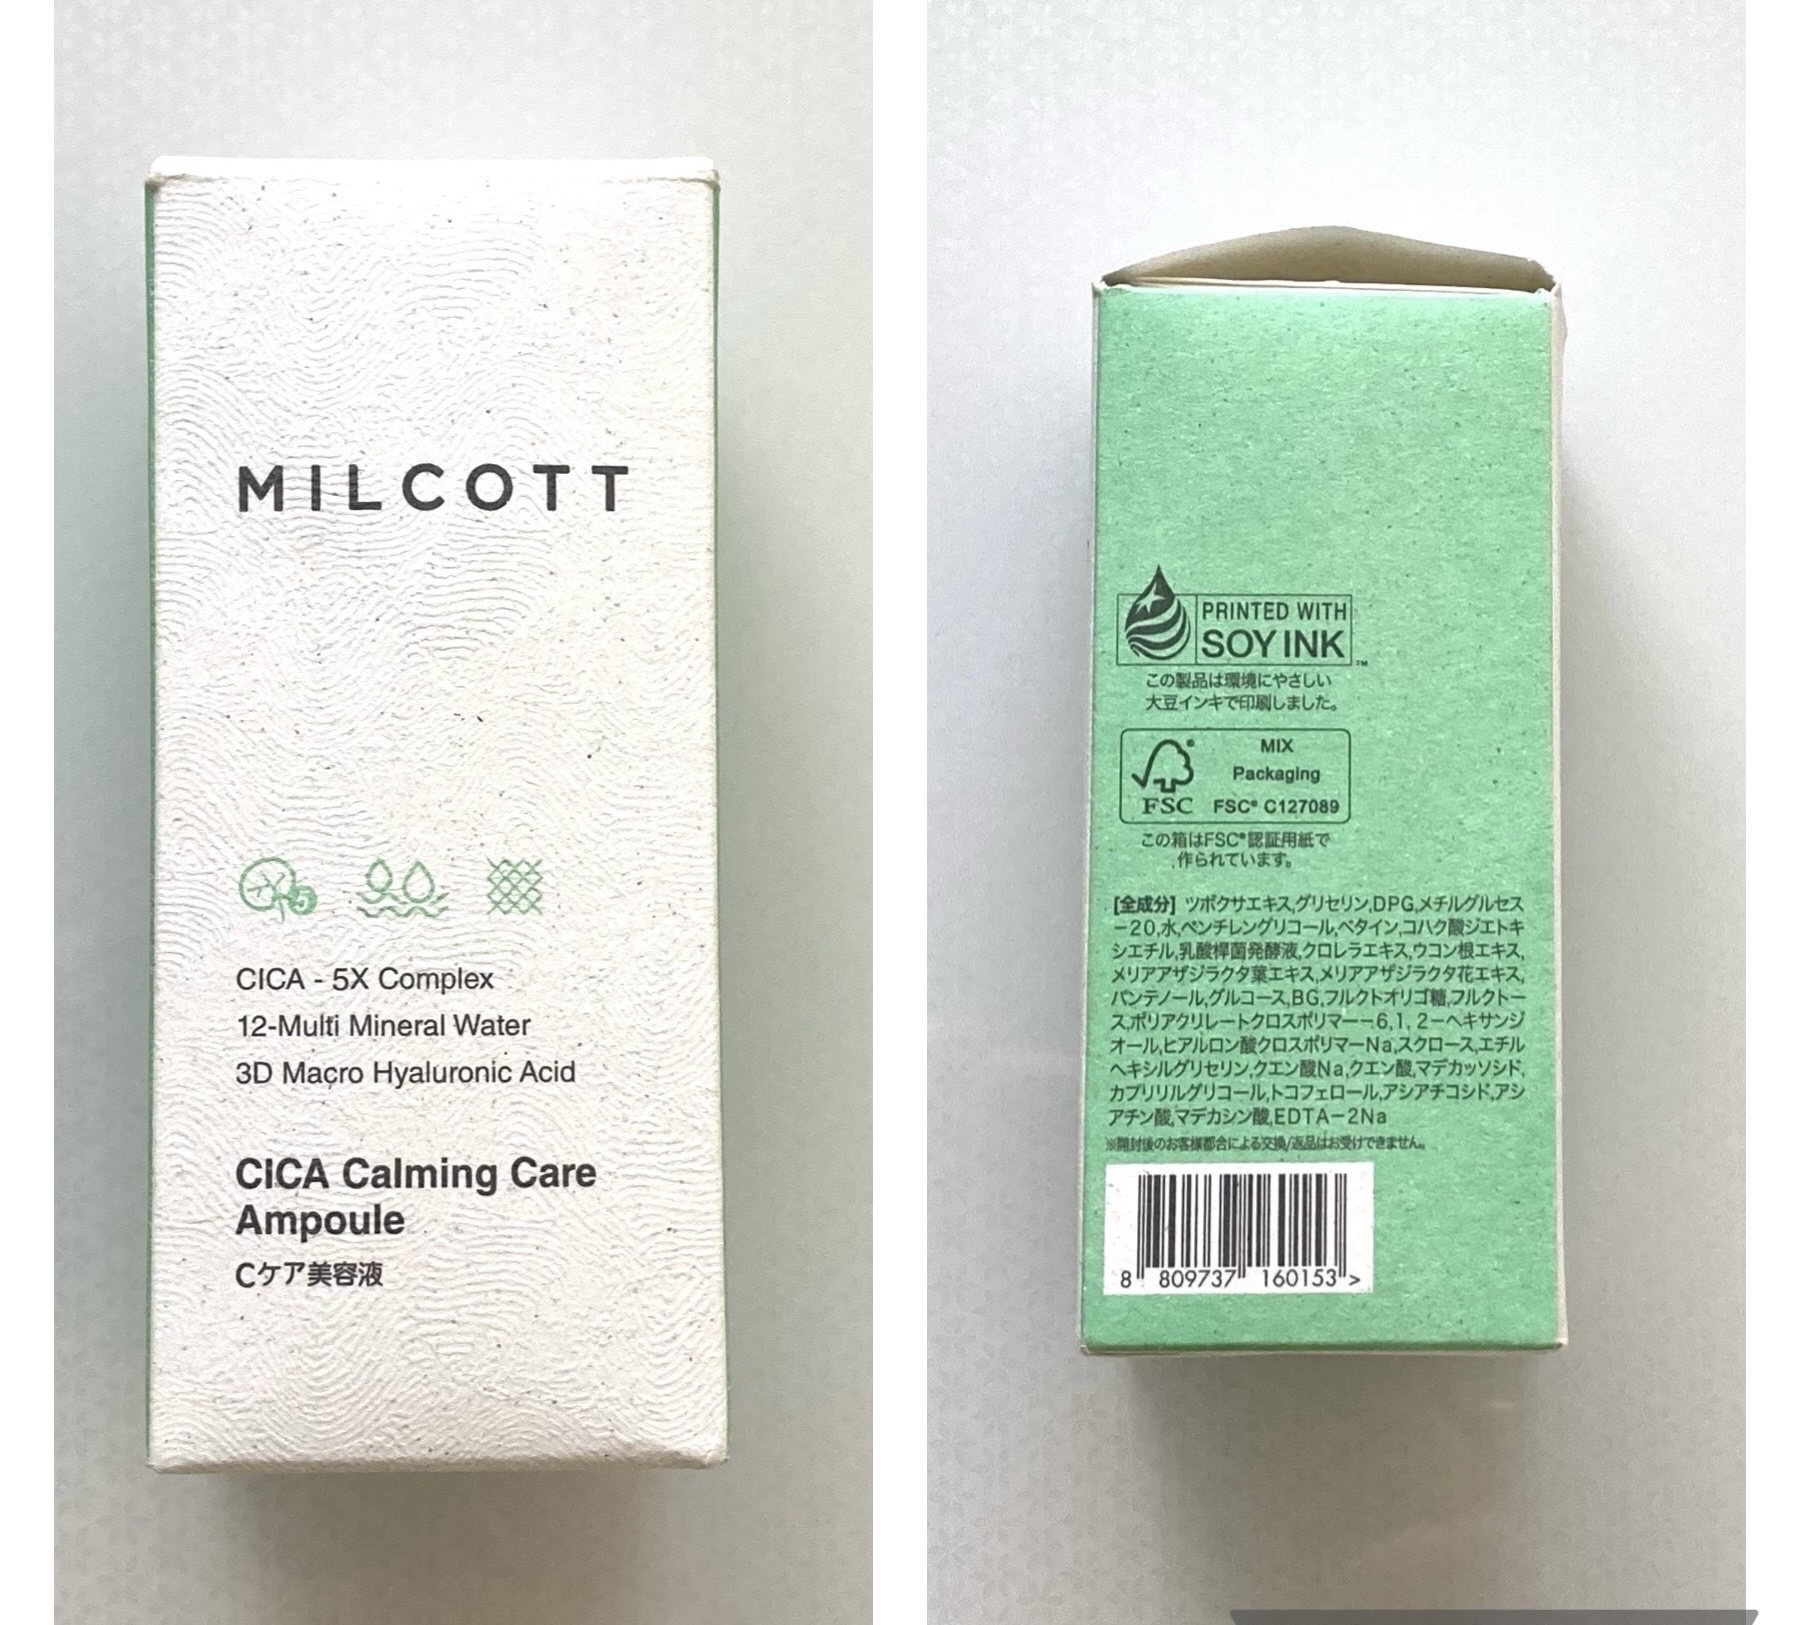 MILCOTT
5
CICA - 5X Complex
12-Multi Mineral Water
3D Macro Hyaluronic Acid
CICA Calming Care
Ampoule
Cケア美容液
PRINTED WITH
SOY INK™
この製品は環境にやさしい
大豆インキで印刷しました。
MIX
Packaging
FSC FSC® C127089
この箱はFSC®認証用紙で
作られています。
[全成分] ツボクサエキス,グリセリン,DPG,メチルグルセス
-20,水,ペンチレングリコール,ベタイン,コハク酸ジエトキ
シエチル,乳酸桿菌発酵液,クロレラエキス,ウコン根エキス,
メリアアザジラクタ葉エキス,メリアアザジラクタ花エキス,
パンテノール,グルコース,BG,フルクトオリゴ糖,フルクトー
ス,ポリアクリレートクロスポリマー−6,1, 2−ヘキサンジ
オール,ヒアルロン酸クロスポリマーNa,スクロース,エチル
ヘキシルグリセリン,クエン酸Na,クエン酸,マデカッソシド,
カプリリルグリコール,トコフェロール,アシアチコシド,アシ
アチン酸,マデカシン酸,EDTA−2Na
※開封後のお客様都合による交換/返品はお受けできません。
8 809737 160153 >